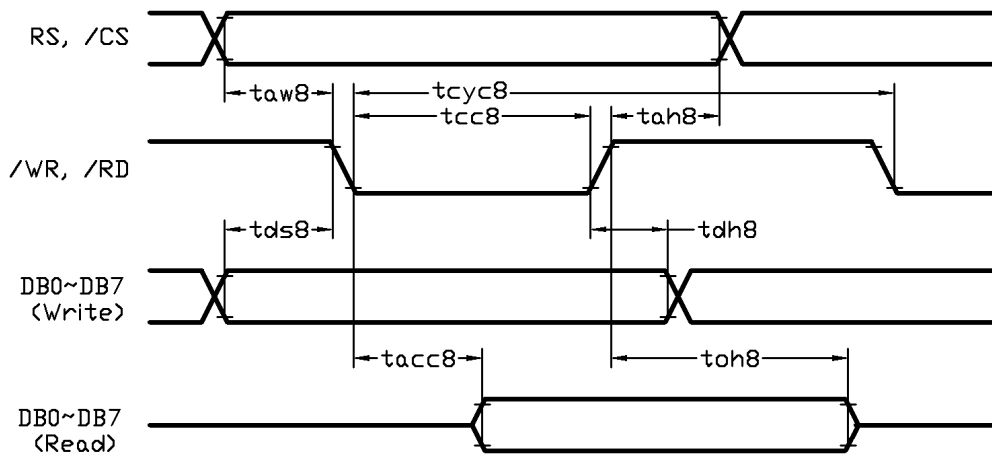 RS, /CS
taw8
tcyc8
tcc8
tah8
/WR, /RD
tds8
tdh8
DB0~DB7
(Write)
tacc8
toh8
DB0~DB7
(Read)